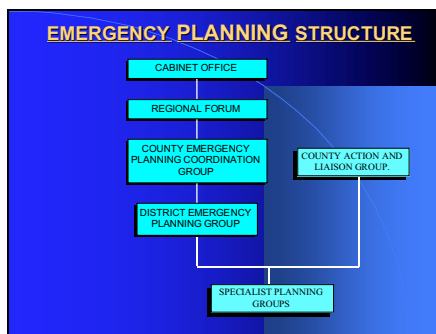 EMERGENCY PLANNING STRUCTURE
CABINET OFFICE
REGIONAL FORUM
COUNTY EMERGENCY
PLANNING COORDINATION
GROUP
COUNTY ACTION AND
LIAISON GROUP.
DISTRICT EMERGENCY
PLANNING GROUP
SPECIALIST PLANNING
GROUPS